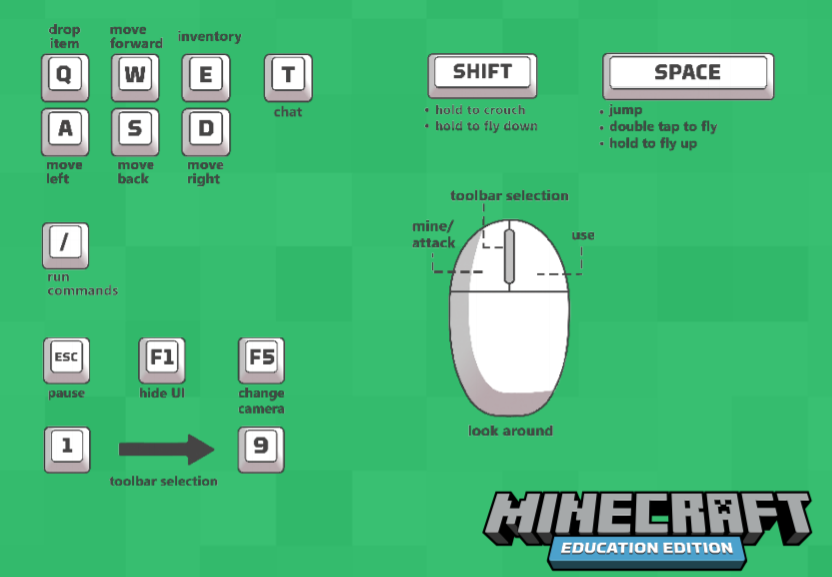 drop
item
move
forward
inventory
Q
W
E
T
chat
A
S
D
move
left
move
back
move
right
SHIFT
• hold to crouch
• hold to fly down
SPACE
• jump
• double tap to fly
• hold to fly up
/
run
commands
toolbar selection
mine/
attack
use
look around
ESC
pause
F1
hide UI
F5
change
camera
1
9
toolbar selection
MINECRAFT
EDUCATION EDITION